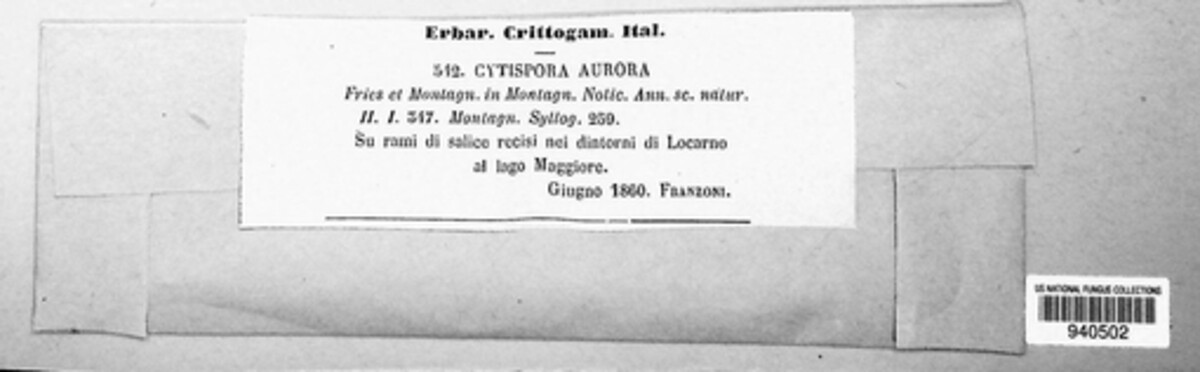 Erbar. Crittogam. Ital.
542. CYTISPORA AURORA
Fries et Montagn. in Montagn. Notic. Ann. sc. natur.
II. I. 347. Montagn. Syllog. 259.
Su rami di salice recisi nei dintorni di Locarno
al lago Maggiore.
Giugno 1860. FRANZONI.
US NATIONAL FUNGUS COLLECTIONS
940502